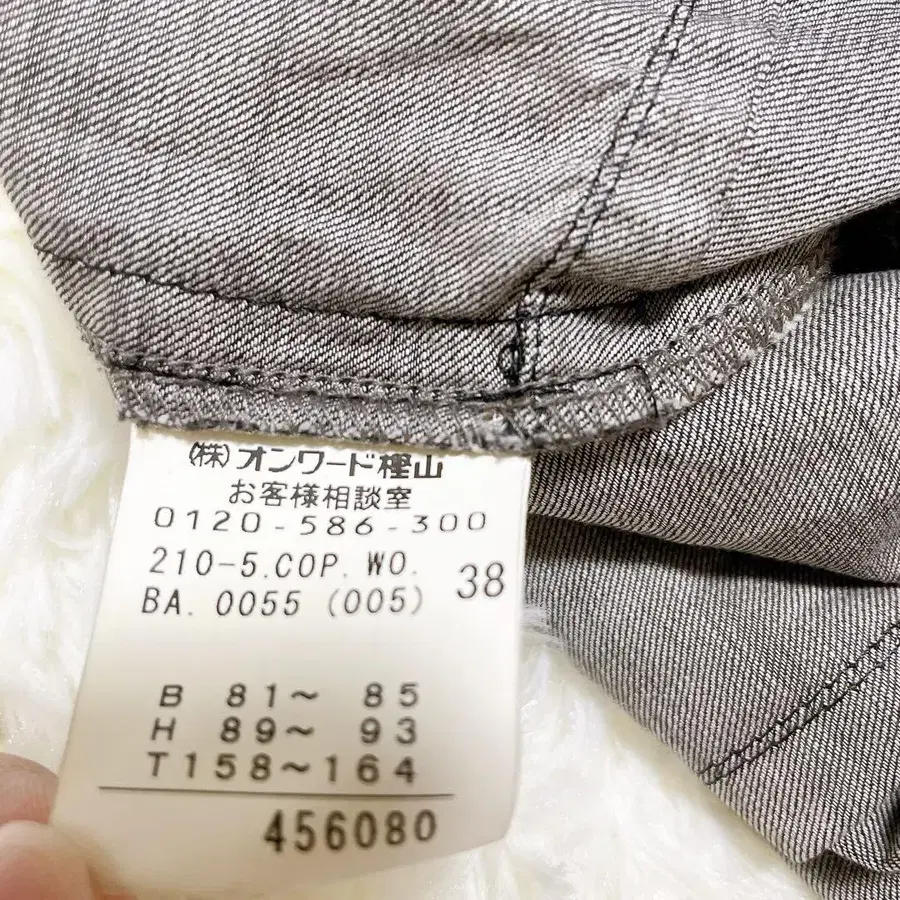 (株)オンワード樫山
お客様相談室
0120-586-300
210-5.COP.WO. 38
BA.0055 (005)
B 81〜 85
H 89〜 93
T158〜164
456080